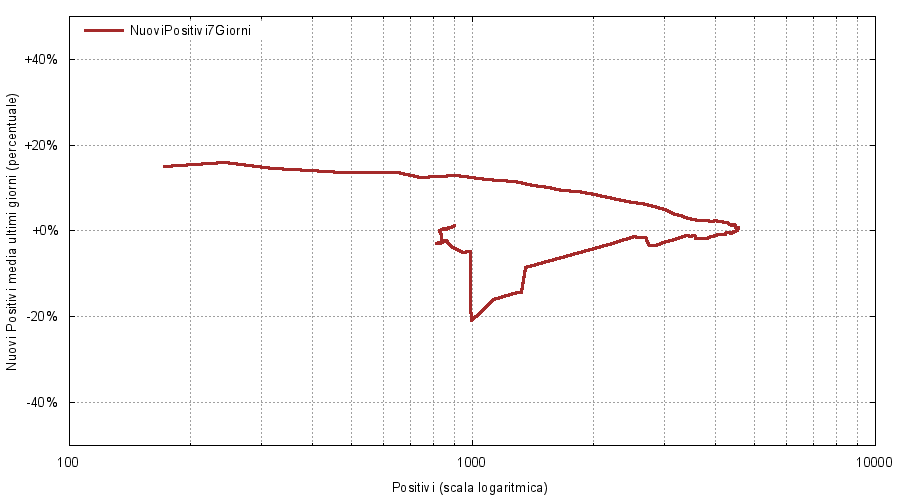 NuoviPositivi7Giorni
+40%
+20%
+0%
-20%
-40%
Nuovi Positivi media ultimi giorni (percentuale)
100 1000 10000
Positivi (scala logaritmica)